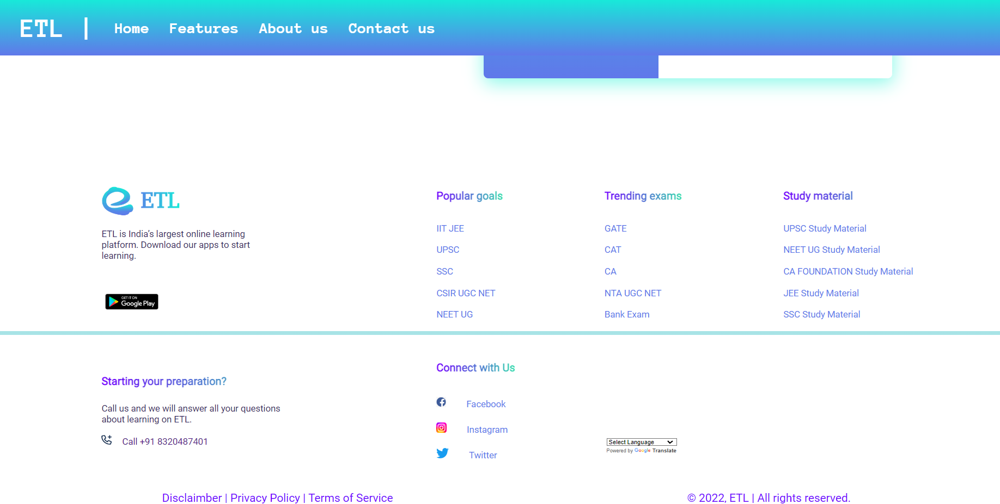 ETL | Home Features About us Contact us
ETL
ETL is India’s largest online learning
platform. Download our apps to start
learning.
GET IT ON
Google Play
Popular goals
IIT JEE
UPSC
SSC
CSIR UGC NET
NEET UG
Trending exams
GATE
CAT
CA
NTA UGC NET
Bank Exam
Study material
UPSC Study Material
NEET UG Study Material
CA FOUNDATION Study Material
JEE Study Material
SSC Study Material
Starting your preparation?
Call us and we will answer all your questions
about learning on ETL.
Call +91 8320487401
Connect with Us
Facebook
Instagram
Twitter
Select Language
Powered by Google Translate
Disclaimber | Privacy Policy | Terms of Service
© 2022, ETL | All rights reserved.